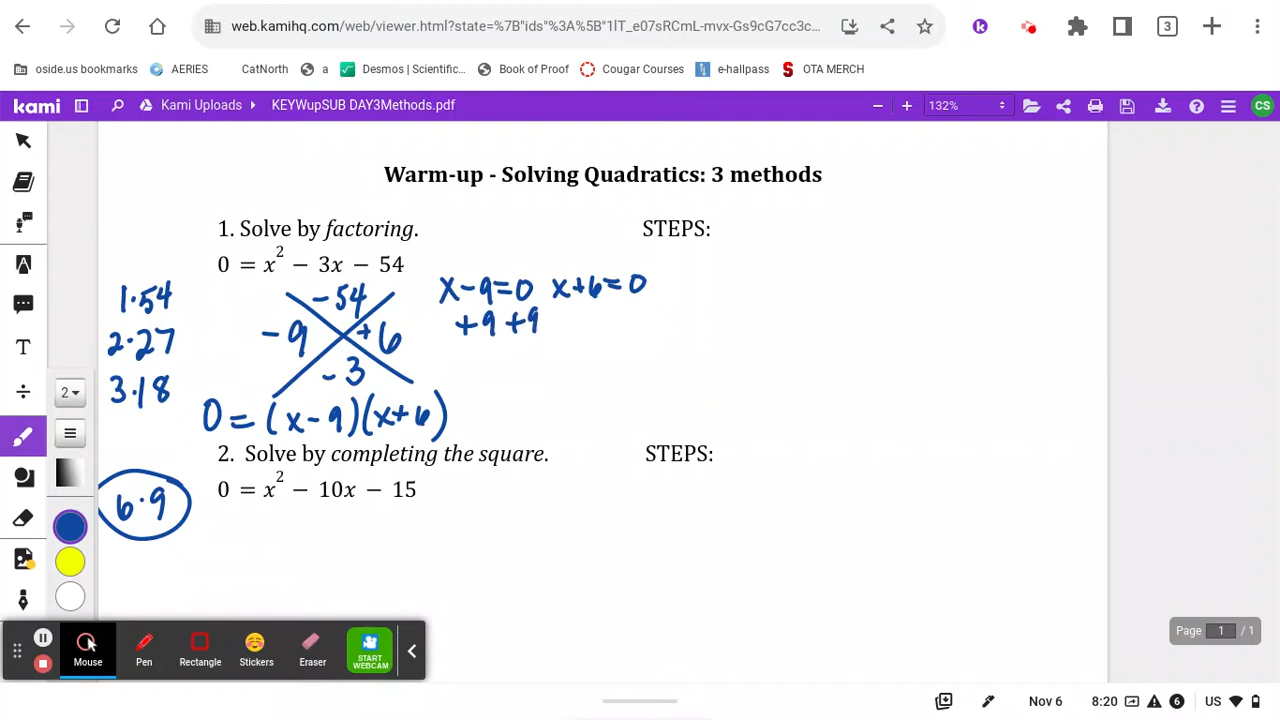 web.kamihq.com/web/viewer.html?state=%7B"ids"%3A%5B"1lT_e07sRCmL-mvx-Gs9cG7cc3c...
3
oside.us bookmarks AERIES CatNorth a Desmos | Scientific... Book of Proof Cougar Courses e-hallpass OTA MERCH
kami Kami Uploads KEYWupSUB DAY3Methods.pdf 132% CS
Warm-up - Solving Quadratics: 3 methods
1. Solve by factoring. STEPS:
0 = x² − 3x − 54
1·54 -54 x-9=0 x+6=0
2·27 -9 +6 +9 +9
3·18 -3
0 = (x-9)(x+6)
2. Solve by completing the square. STEPS:
0 = x² − 10x − 15
6·9
2
Page 1 / 1
Mouse Pen Rectangle Stickers Eraser START WEBCAM
Nov 6 8:20 6 US